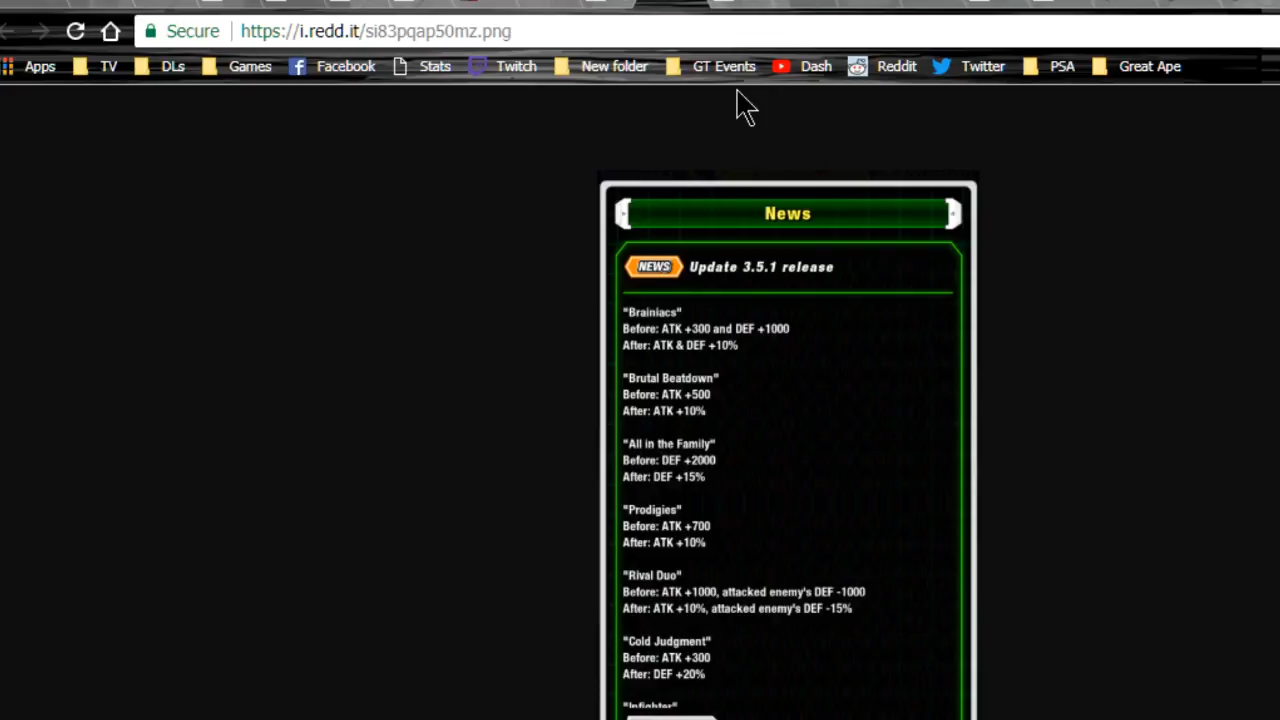 Secure https://i.redd.it/si83pqap50mz.png
Apps TV DLs Games Facebook Stats Twitch New folder GT Events Dash Reddit Twitter PSA Great Ape
News
NEWS Update 3.5.1 release
"Brainiacs"
Before: ATK +300 and DEF +1000
After: ATK & DEF +10%
"Brutal Beatdown"
Before: ATK +500
After: ATK +10%
"All in the Family"
Before: DEF +2000
After: DEF +15%
"Prodigies"
Before: ATK +700
After: ATK +10%
"Rival Duo"
Before: ATK +1000, attacked enemy's DEF -1000
After: ATK +10%, attacked enemy's DEF -15%
"Cold Judgment"
Before: ATK +300
After: DEF +20%
"Infighter"